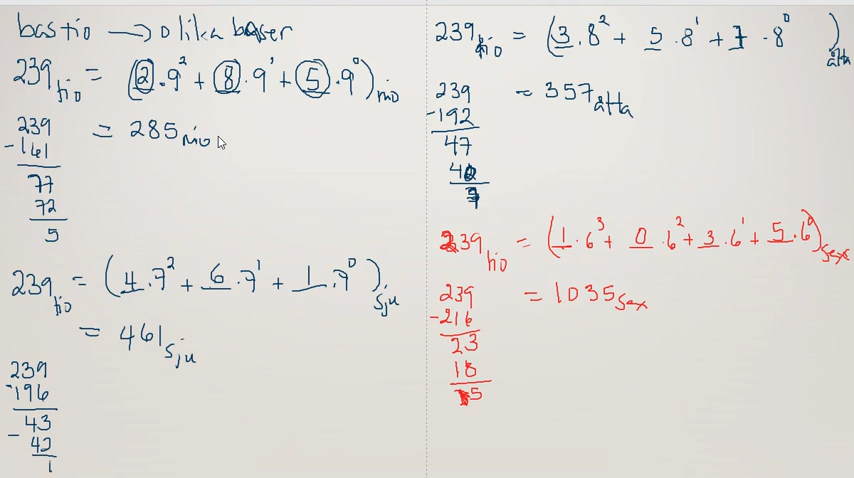 bastio → olika baser
239tio = (2·9² + 8·9¹ + 5·9⁰)nio
239 = 285nio
-161
77
72
5
239tio = (4·7² + 6·7¹ + 1·7⁰)sju
= 461sju
239
-196
43
- 42
1
239tio = (3·8² + 5·8¹ + 7·8⁰)åtta
239 = 357åtta
-192
47
40
7
239tio = (1·6³ + 0·6² + 3·6¹ + 5·6⁰)sex
239 = 1035sex
-216
23
18
5